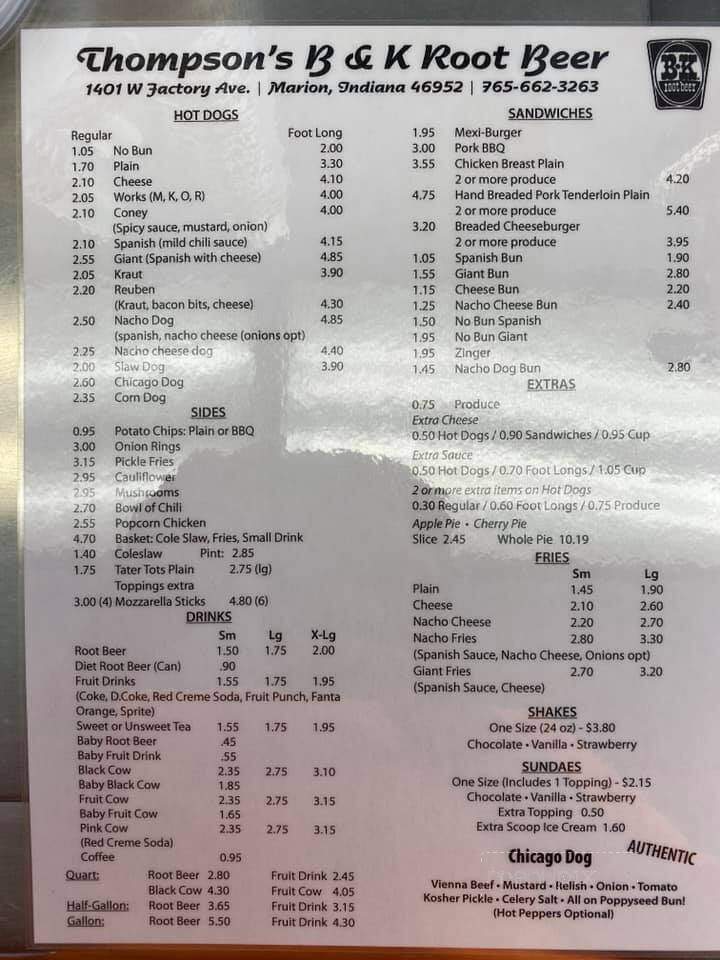 Thompson's B & K Root Beer
B·K
root beer
1401 W Factory Ave. | Marion, Indiana 46952 | 765-662-3263
HOT DOGS
Regular Foot Long
1.05 No Bun 2.00
1.70 Plain 3.30
2.10 Cheese 4.10
2.05 Works (M, K, O, R) 4.00
2.10 Coney 4.00
(Spicy sauce, mustard, onion)
2.10 Spanish (mild chili sauce) 4.15
2.55 Giant (Spanish with cheese) 4.85
2.05 Kraut 3.90
2.20 Reuben
(Kraut, bacon bits, cheese) 4.30
2.50 Nacho Dog 4.85
(spanish, nacho cheese (onions opt)
2.25 Nacho cheese dog 4.40
2.00 Slaw Dog 3.90
2.60 Chicago Dog
2.35 Corn Dog
SIDES
0.95 Potato Chips: Plain or BBQ
3.00 Onion Rings
3.15 Pickle Fries
2.95 Cauliflower
2.95 Mushrooms
2.70 Bowl of Chili
2.55 Popcorn Chicken
4.70 Basket: Cole Slaw, Fries, Small Drink
1.40 Coleslaw Pint: 2.85
1.75 Tater Tots Plain 2.75 (lg)
Toppings extra
3.00 (4) Mozzarella Sticks 4.80 (6)
DRINKS
Sm Lg X-Lg
Root Beer 1.50 1.75 2.00
Diet Root Beer (Can) .90
Fruit Drinks 1.55 1.75 1.95
(Coke, D.Coke, Red Creme Soda, Fruit Punch, Fanta
Orange, Sprite)
Sweet or Unsweet Tea 1.55 1.75 1.95
Baby Root Beer .45
Baby Fruit Drink .55
Black Cow 2.35 2.75 3.10
Baby Black Cow 1.85
Fruit Cow 2.35 2.75 3.15
Baby Fruit Cow 1.65
Pink Cow 2.35 2.75 3.15
(Red Creme Soda)
Coffee 0.95
Quart: Root Beer 2.80 Fruit Drink 2.45
Black Cow 4.30 Fruit Cow 4.05
Half-Gallon: Root Beer 3.65 Fruit Drink 3.15
Gallon: Root Beer 5.50 Fruit Drink 4.30
SANDWICHES
1.95 Mexi-Burger
3.00 Pork BBQ
3.55 Chicken Breast Plain
2 or more produce 4.20
4.75 Hand Breaded Pork Tenderloin Plain
2 or more produce 5.40
3.20 Breaded Cheeseburger
2 or more produce 3.95
1.05 Spanish Bun 1.90
1.55 Giant Bun 2.80
1.15 Cheese Bun 2.20
1.25 Nacho Cheese Bun 2.40
1.50 No Bun Spanish
1.95 No Bun Giant
1.95 Zinger
1.45 Nacho Dog Bun 2.80
EXTRAS
0.75 Produce
Extra Cheese
0.50 Hot Dogs / 0.90 Sandwiches / 0.95 Cup
Extra Sauce
0.50 Hot Dogs / 0.70 Foot Longs / 1.05 Cup
2 or more extra items on Hot Dogs
0.30 Regular / 0.60 Foot Longs / 0.75 Produce
Apple Pie • Cherry Pie
Slice 2.45 Whole Pie 10.19
FRIES
Sm Lg
Plain 1.45 1.90
Cheese 2.10 2.60
Nacho Cheese 2.20 2.70
Nacho Fries 2.80 3.30
(Spanish Sauce, Nacho Cheese, Onions opt)
Giant Fries 2.70 3.20
(Spanish Sauce, Cheese)
SHAKES
One Size (24 oz) - $3.80
Chocolate • Vanilla • Strawberry
SUNDAES
One Size (Includes 1 Topping) - $2.15
Chocolate • Vanilla • Strawberry
Extra Topping 0.50
Extra Scoop Ice Cream 1.60
Chicago Dog AUTHENTIC
Vienna Beef • Mustard • Relish • Onion • Tomato
Kosher Pickle • Celery Salt • All on Poppyseed Bun!
(Hot Peppers Optional)